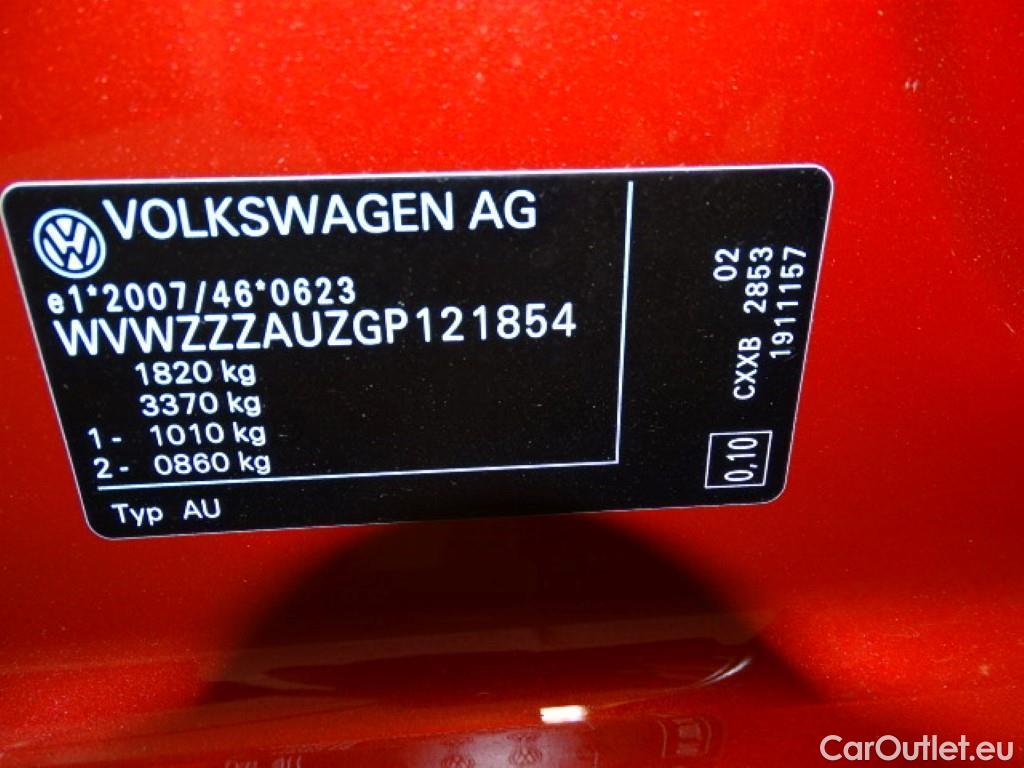 VOLKSWAGEN AG
e1*2007/46*0623
WVWZZZAUZGP121854
1820 kg
3370 kg
1- 1010 kg
2- 0860 kg
Typ AU
02
CXXB 2853
1911157
0,10
CarOutlet.eu